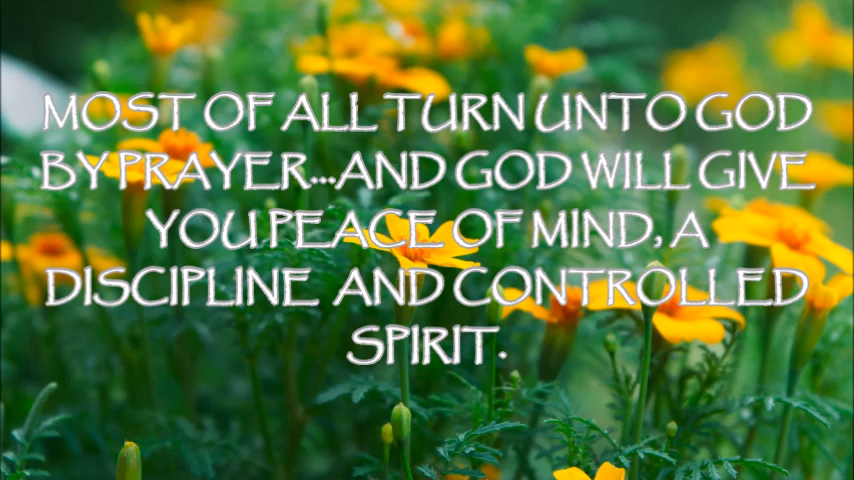 MOST OF ALL TURN UNTO GOD
BY PRAYER...AND GOD WILL GIVE
YOU PEACE OF MIND, A
DISCIPLINE AND CONTROLLED
SPIRIT.